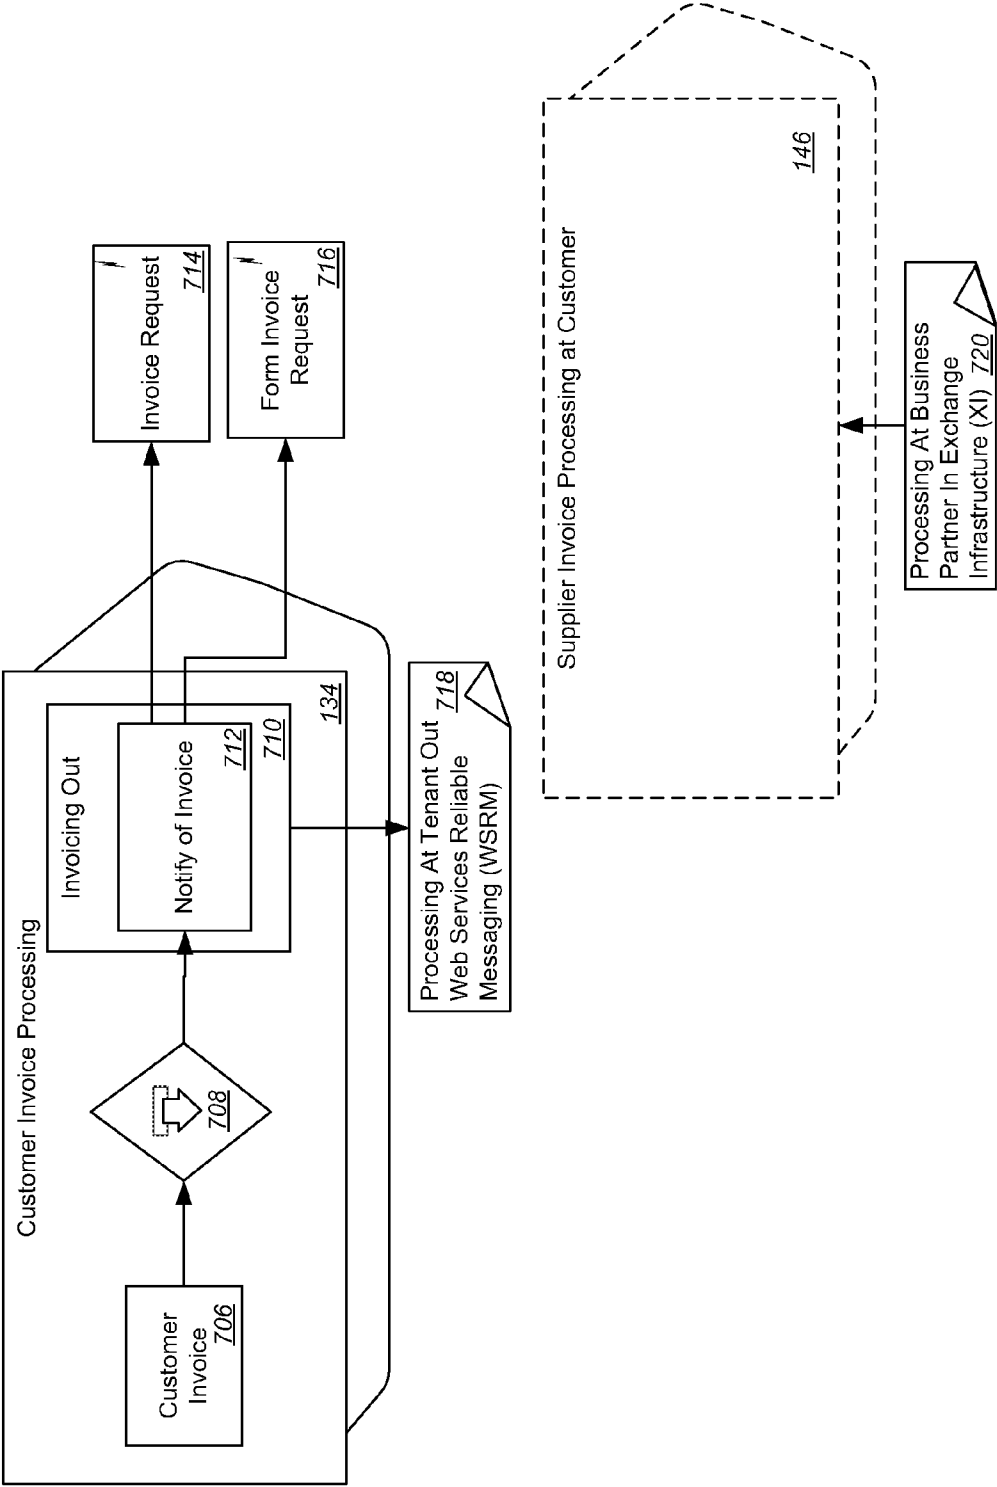 Customer Invoice Processing
134
Customer
Invoice
706
708
Invoicing Out
710
Notify of Invoice
712
Invoice Request
714
Form Invoice
Request
716
Processing At Tenant Out
Web Services Reliable
Messaging (WSRM)
718
Supplier Invoice Processing at Customer
146
Processing At Business
Partner In Exchange
Infrastructure (XI) 720